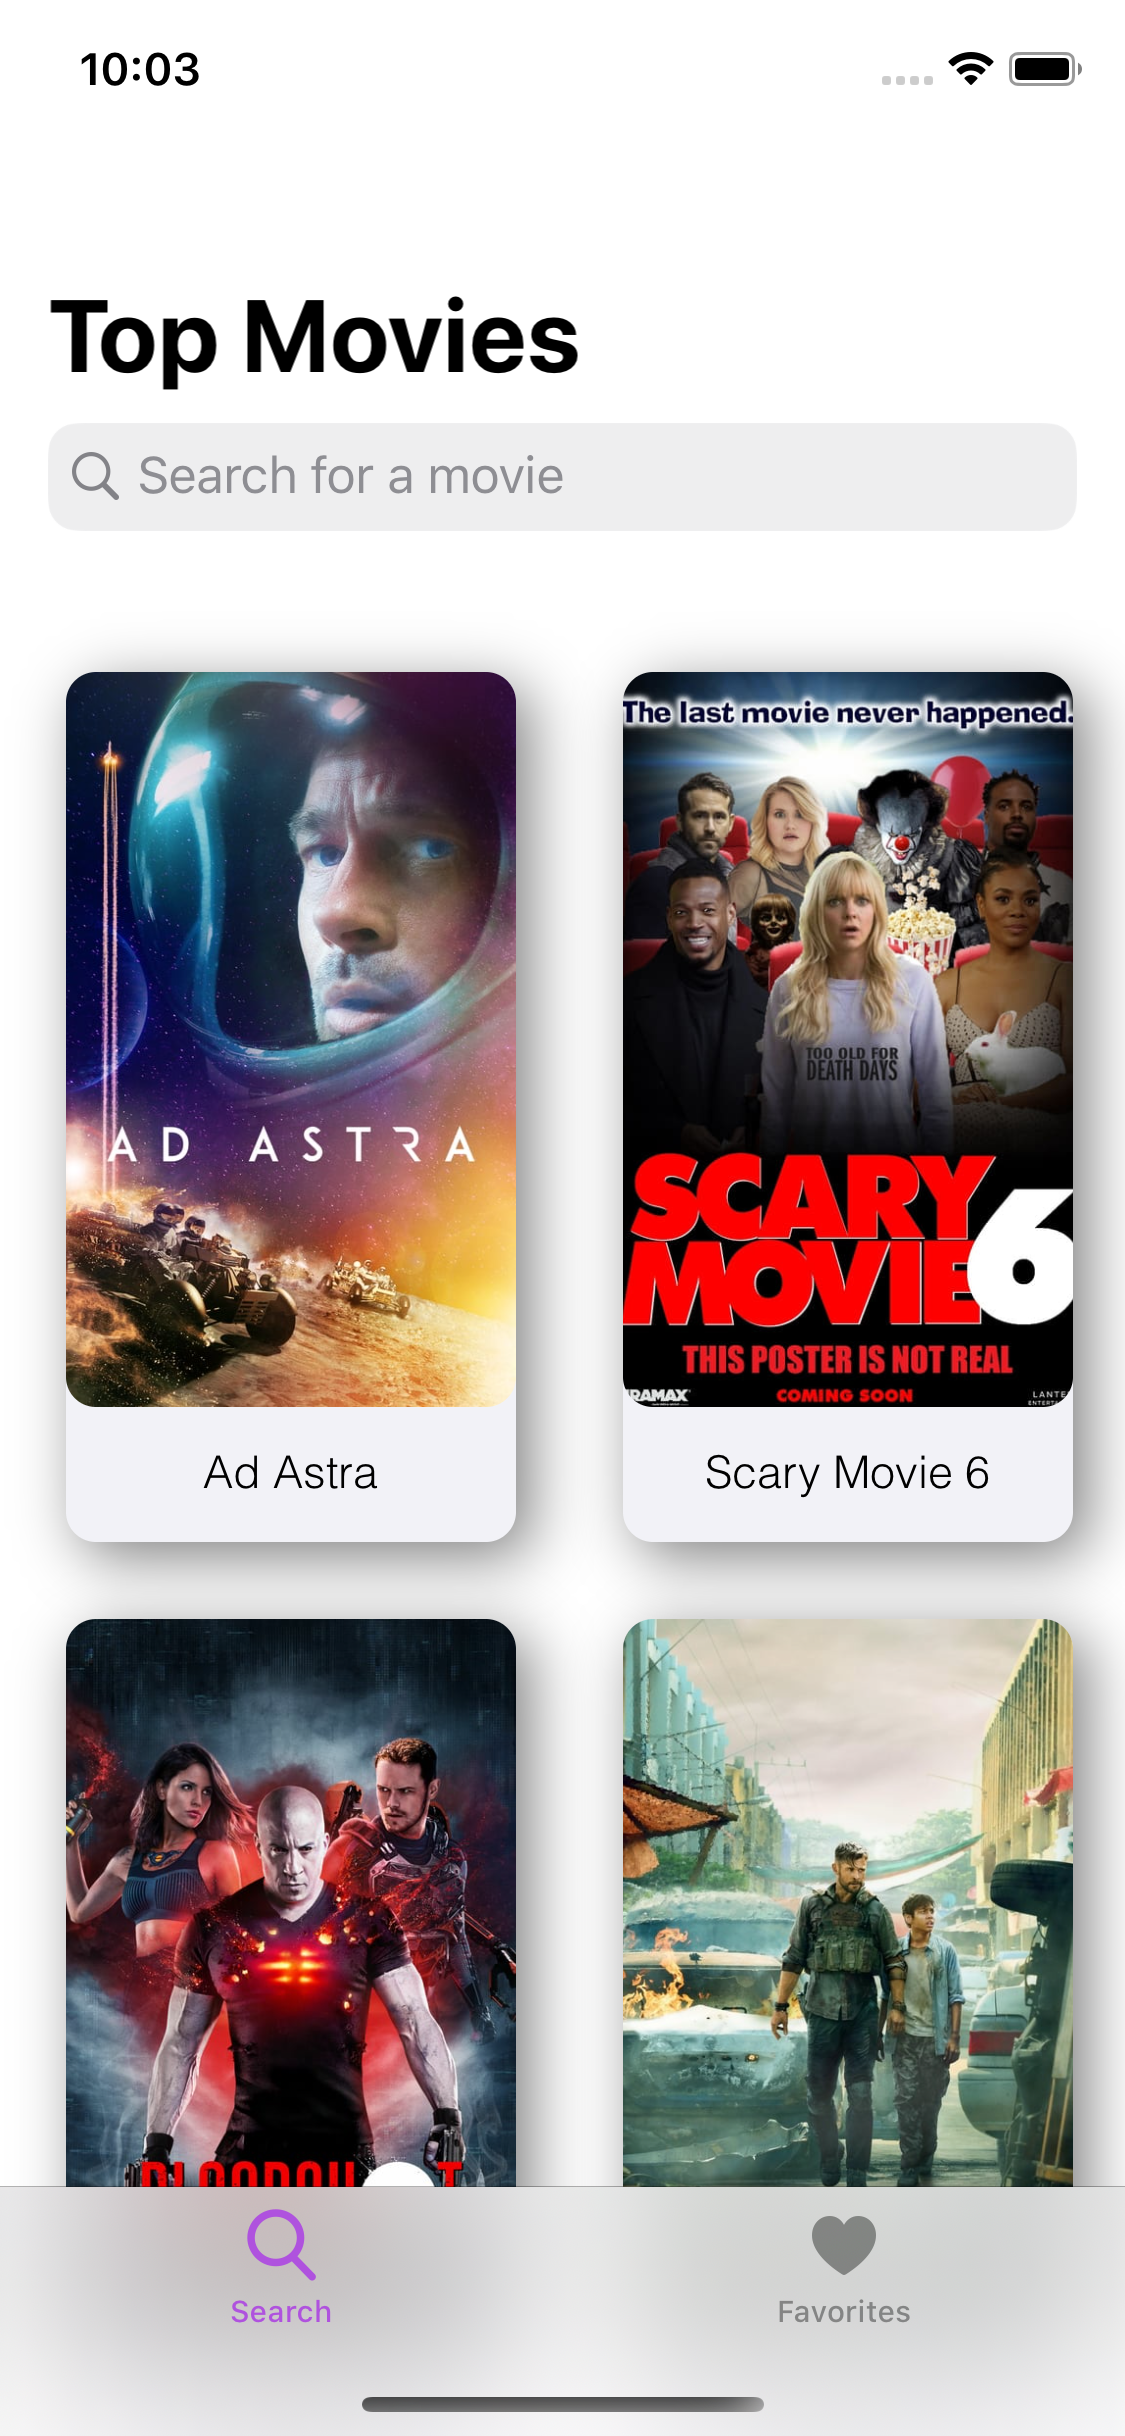 10:03
Top Movies
Search for a movie
AD ASTRA
Ad Astra
The last movie never happened.
TOO OLD FOR
DEATH DAYS
SCARY
MOVIE 6
THIS POSTER IS NOT REAL
RAMAX
COMING SOON
LANTE
Scary Movie 6
Search
Favorites